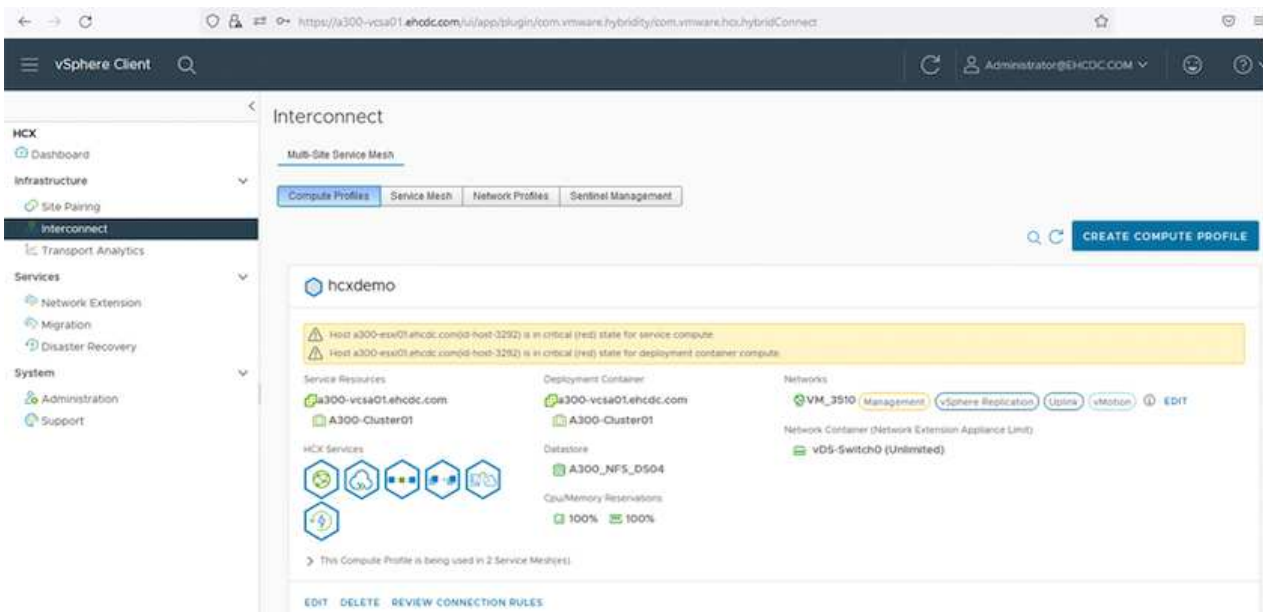 https://a300-vcsa01.ehcdc.com/ui/app/plugin/com.vmware.hybridity/com.vmware.hcx.hybridConnect
vSphere Client
Administrator@EHCDC.COM
Interconnect
HCX
Dashboard
Multi-Site Service Mesh
Infrastructure
Compute Profiles Service Mesh Network Profiles Sentinel Management
Site Pairing
Interconnect
CREATE COMPUTE PROFILE
Transport Analytics
Services
hcxdemo
Network Extension
Migration
Host a300-esxi01.ehcdc.com(id-host-3292) is in critical (red) state for service compute.
Disaster Recovery
Host a300-esxi01.ehcdc.com(id-host-3292) is in critical (red) state for deployment container compute.
System
Service Resources Deployment Container Networks
Administration
a300-vcsa01.ehcdc.com a300-vcsa01.ehcdc.com VM_3510 Management vSphere Replication Uplink vMotion EDIT
Support
A300-Cluster01 A300-Cluster01
Network Container (Network Extension Appliance Limit)
HCX Services Datastore vDS-Switch0 (Unlimited)
A300_NFS_DS04
Cpu/Memory Reservations
100% 100%
This Compute Profile is being used in 2 Service Mesh(es)
EDIT DELETE REVIEW CONNECTION RULES